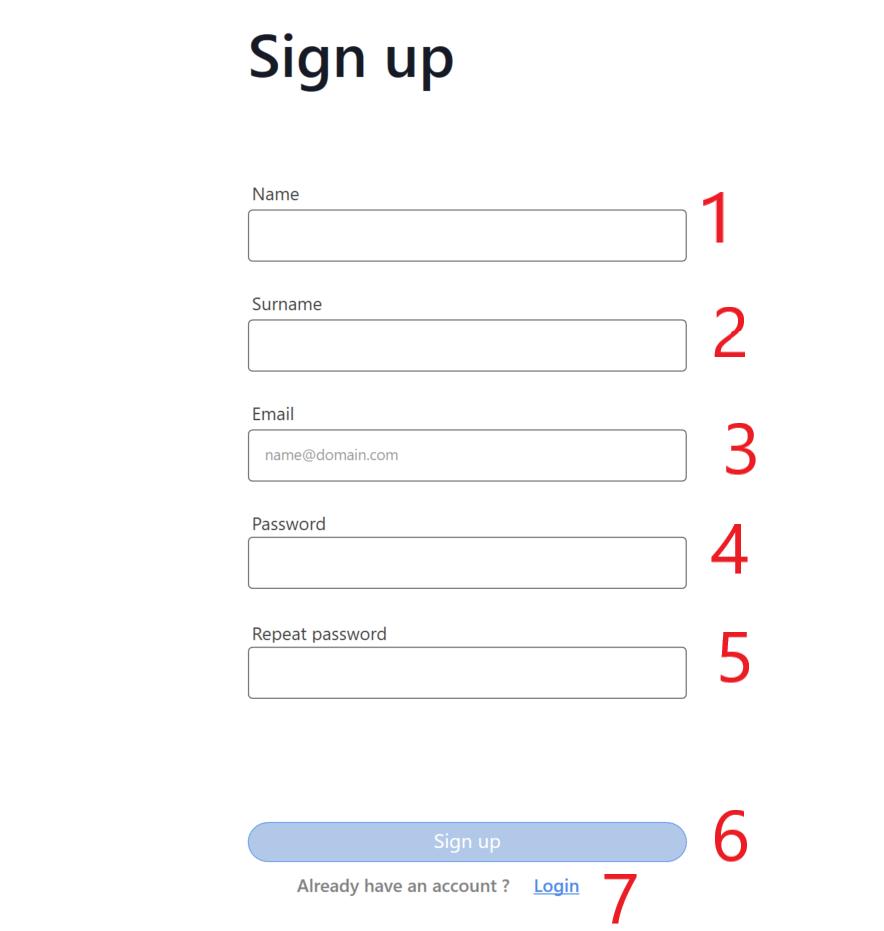 Sign up
Name
1
Surname
2
Email
name@domain.com
3
Password
4
Repeat password
5
Sign up
6
Already have an account ? Login
7